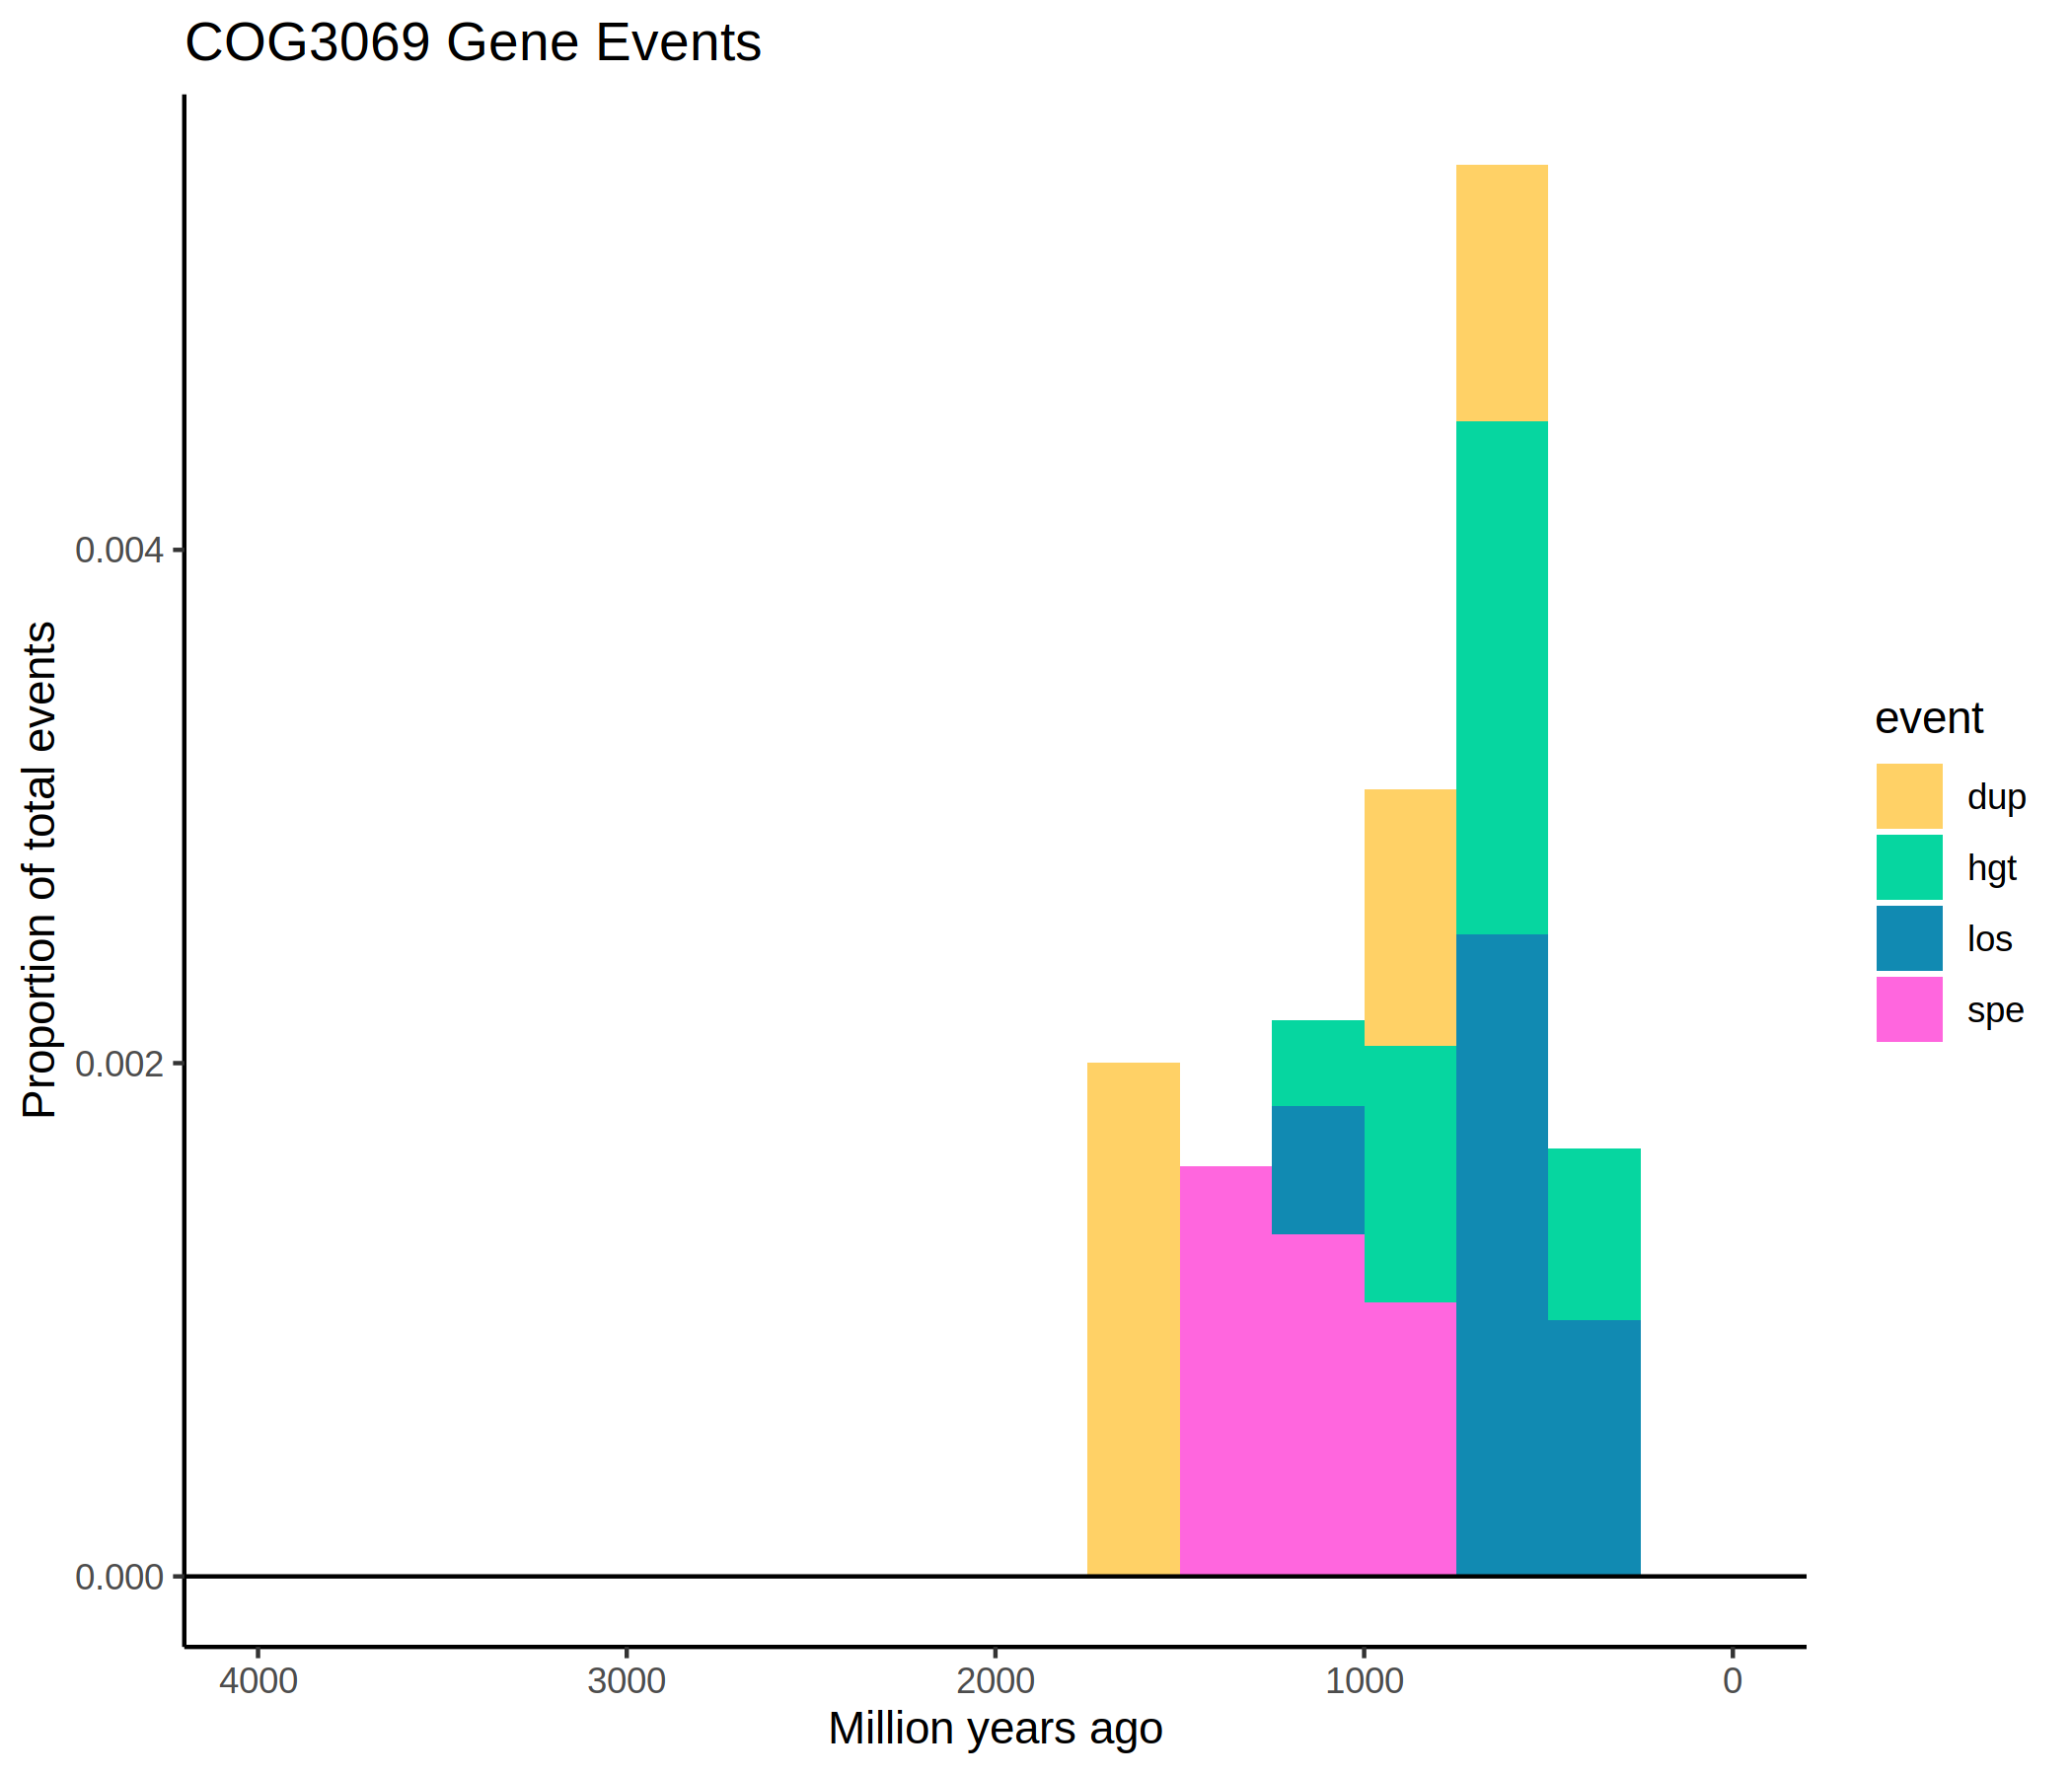 COG3069 Gene Events
Proportion of total events
0.004
0.002
0.000
4000 3000 2000 1000 0
Million years ago
event
dup
hgt
los
spe